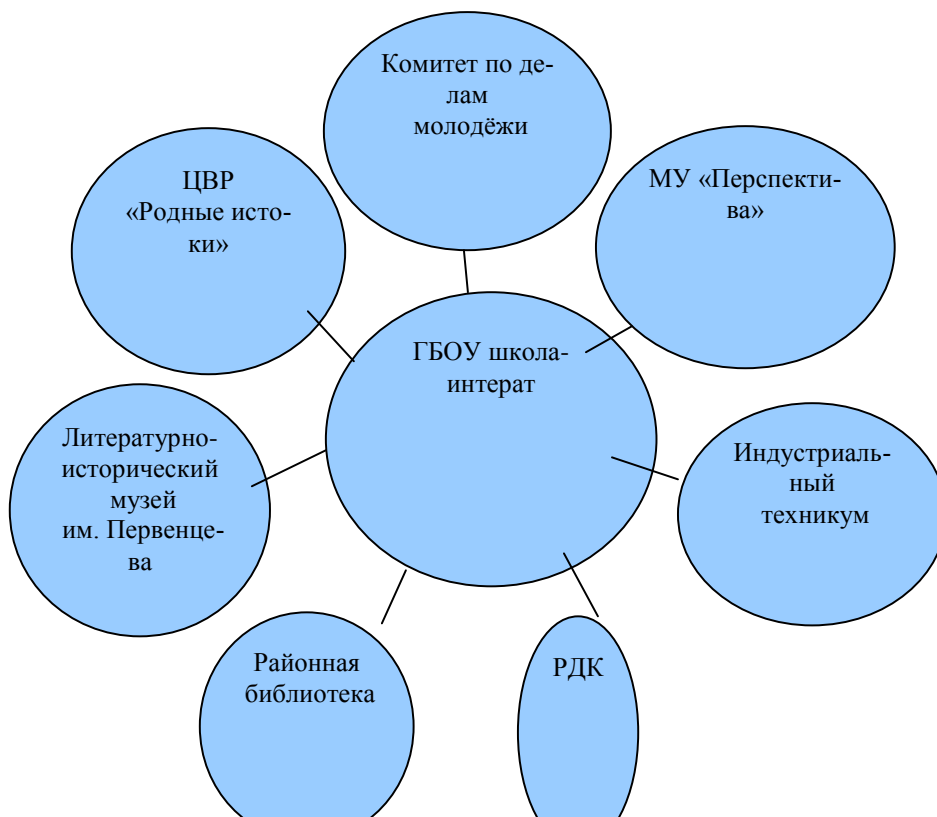 Комитет по де-
лам
молодёжи
ЦВР
«Родные исто-
ки»
МУ «Перспекти-
ва»
ГБОУ школа-
интерат
Литературно-
исторический
музей
им. Первенце-
ва
Индустриаль-
ный
техникум
Районная
библиотека
РДК